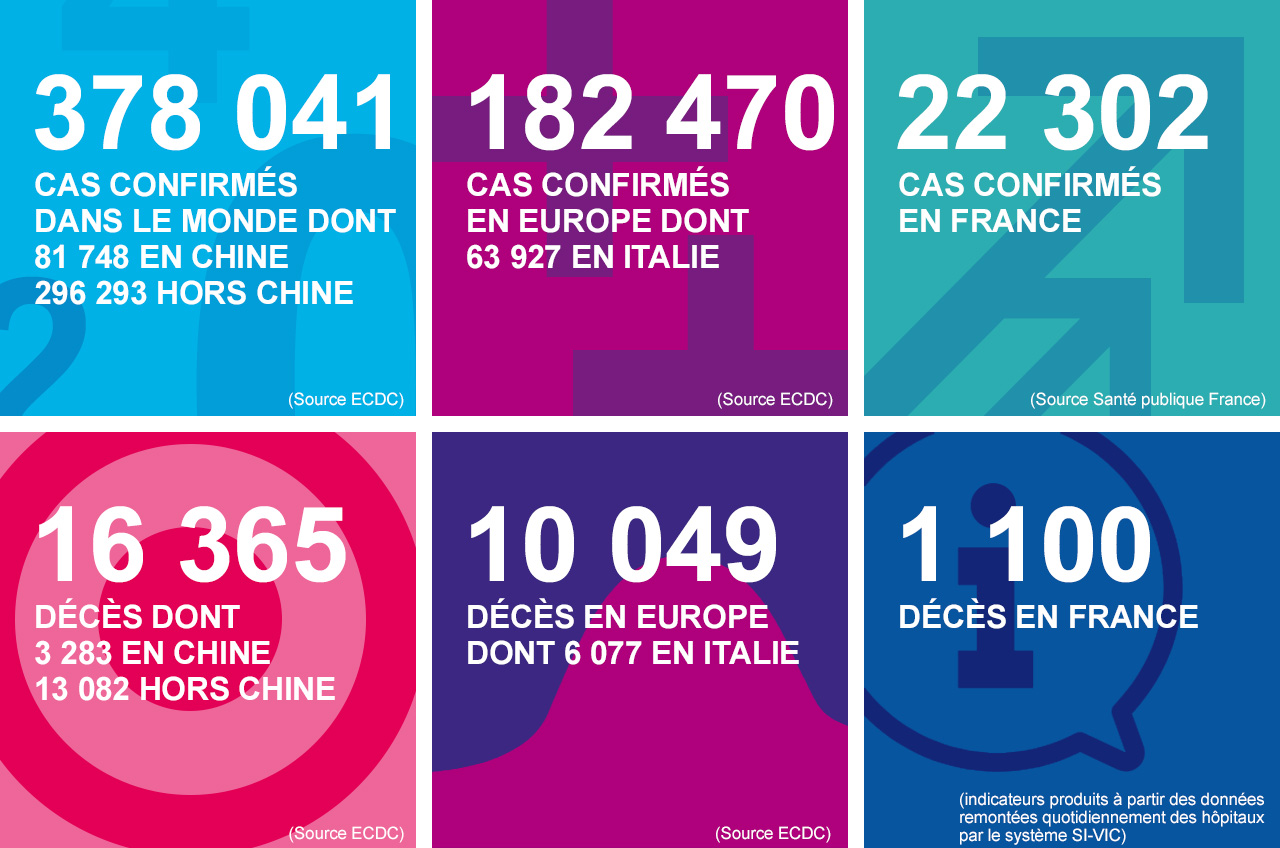 378 041
CAS CONFIRMÉS
DANS LE MONDE DONT
81 748 EN CHINE
296 293 HORS CHINE
(Source ECDC)
182 470
CAS CONFIRMÉS
EN EUROPE DONT
63 927 EN ITALIE
(Source ECDC)
22 302
CAS CONFIRMÉS
EN FRANCE
(Source Santé publique France)
16 365
DÉCÈS DONT
3 283 EN CHINE
13 082 HORS CHINE
(Source ECDC)
10 049
DÉCÈS EN EUROPE
DONT 6 077 EN ITALIE
(Source ECDC)
1 100
DÉCÈS EN FRANCE
(indicateurs produits à partir des données
remontées quotidiennement des hôpitaux
par le système SI-VIC)